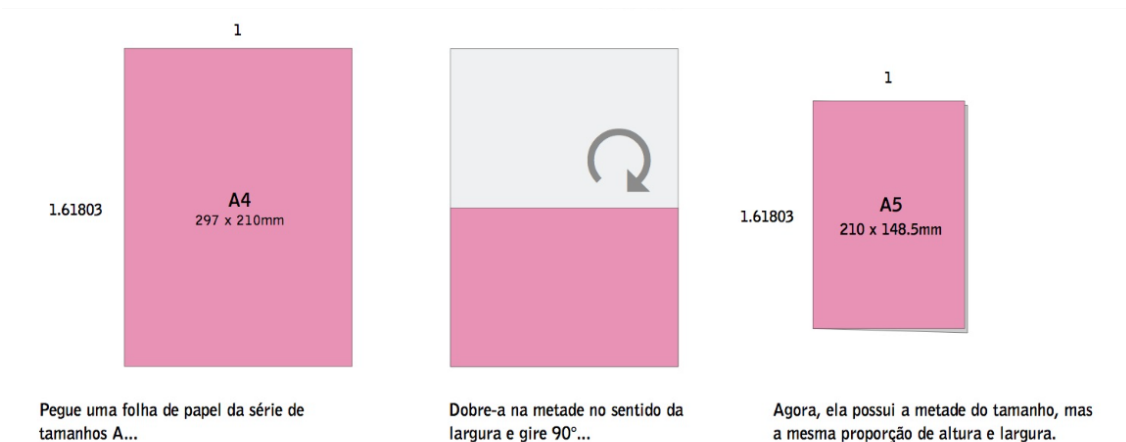 1
1.61803
A4
297 x 210mm
1
1.61803
A5
210 x 148.5mm
Pegue uma folha de papel da série de
tamanhos A...
Dobre-a na metade no sentido da
largura e gire 90°...
Agora, ela possui a metade do tamanho, mas
a mesma proporção de altura e largura.